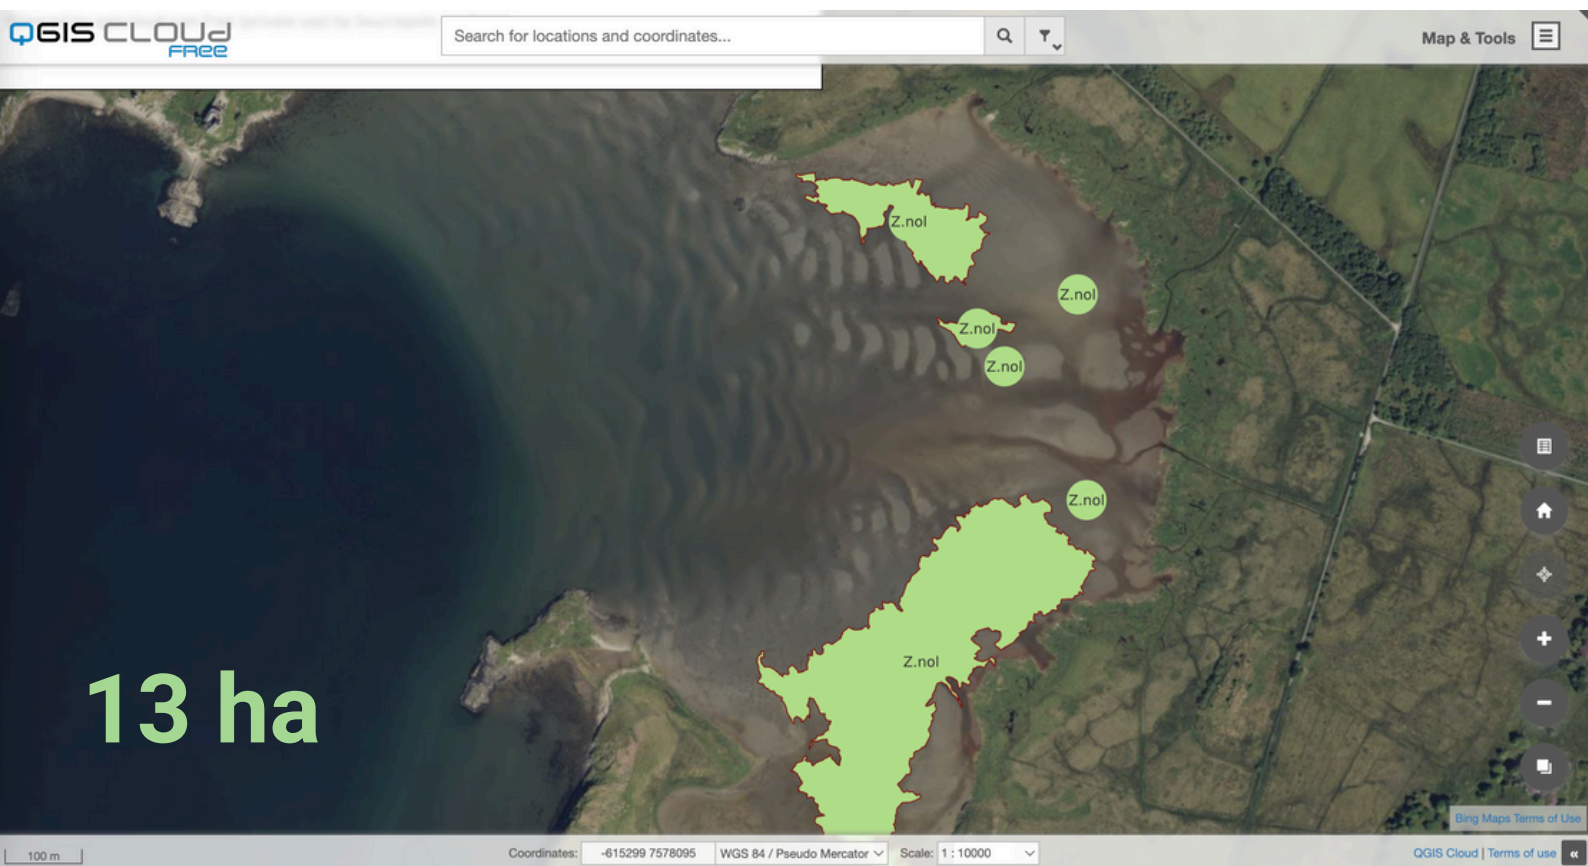 QGIS CLOUD
FREE
Search for locations and coordinates...
Map & Tools
Z.nol
Z.nol
Z.nol
Z.nol
Z.nol
Z.nol
13 ha
Bing Maps Terms of Use
100 m
Coordinates: -615299 7578095 WGS 84 / Pseudo Mercator Scale: 1 : 10000
QGIS Cloud | Terms of use «